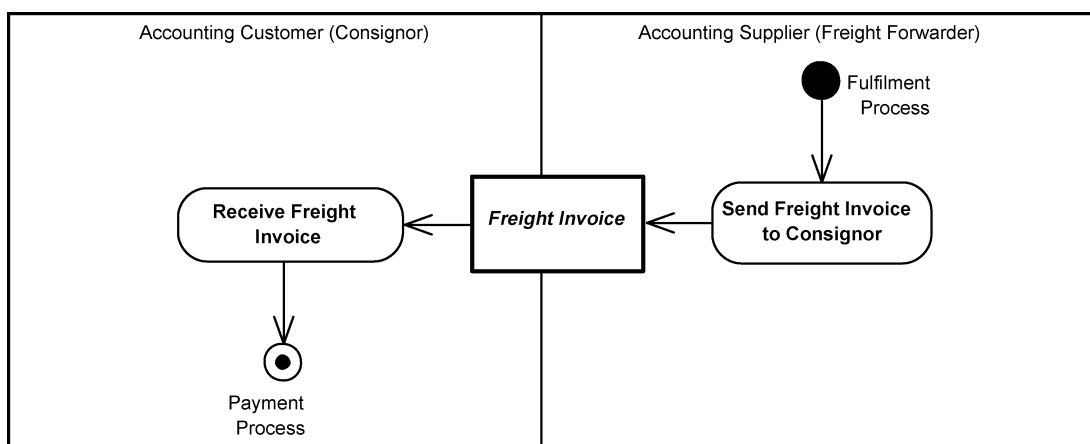 Accounting Customer (Consignor)
Accounting Supplier (Freight Forwarder)
Fulfilment
Process
Send Freight Invoice
to Consignor
Freight Invoice
Receive Freight
Invoice
Payment
Process